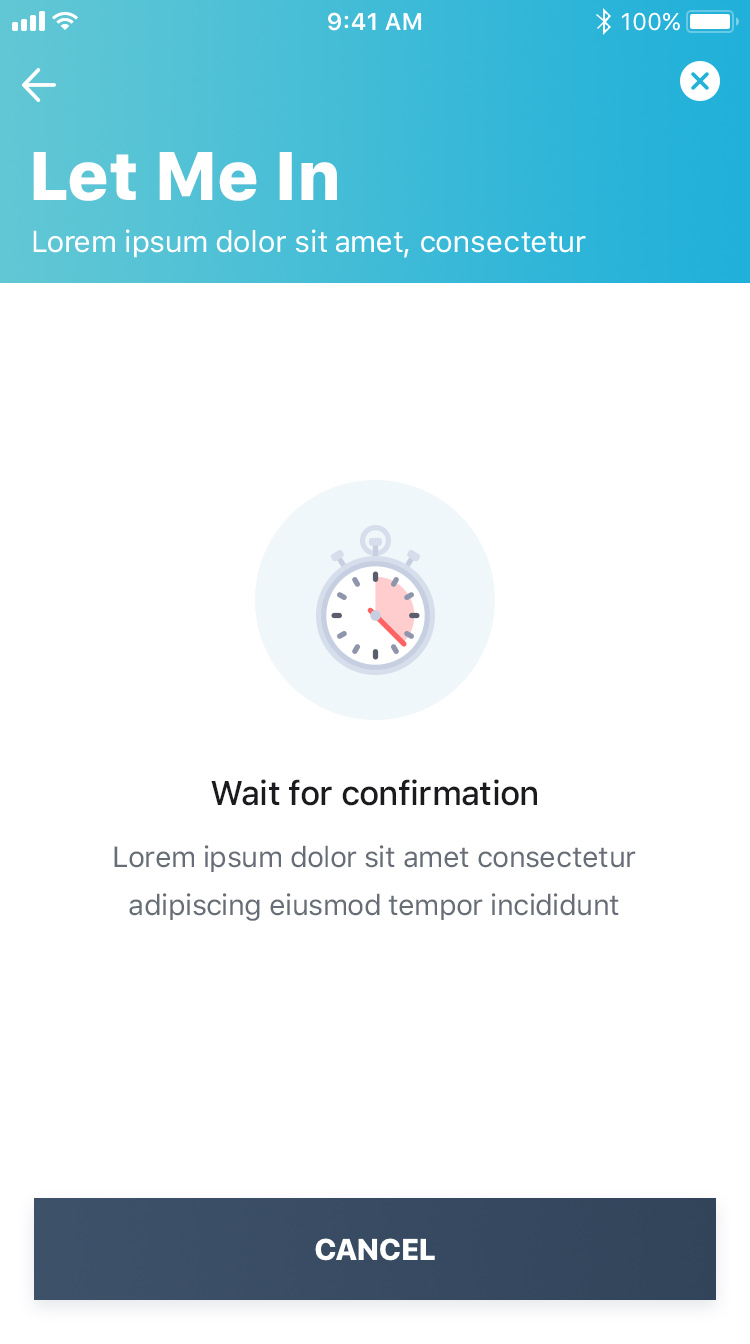 9:41 AM
100%
Let Me In
Lorem ipsum dolor sit amet, consectetur
Wait for confirmation
Lorem ipsum dolor sit amet consectetur
adipiscing eiusmod tempor incididunt
CANCEL